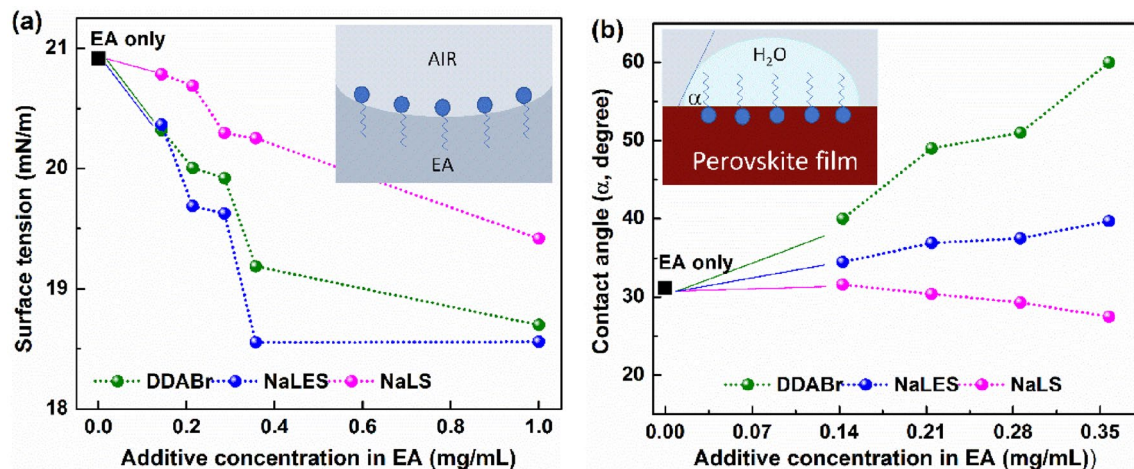 (a)
EA only
21
20
19
18
Surface tension (mN/m)
AIR
EA
DDABr NaLES NaLS
0.0 0.2 0.4 0.6 0.8 1.0
Additive concentration in EA (mg/mL)
(b)
60
50
40
30
20
Contact angle (α, degree)
H₂O
α
Perovskite film
EA only
DDABr NaLES NaLS
0.00 0.07 0.14 0.21 0.28 0.35
Additive concentration in EA (mg/mL))